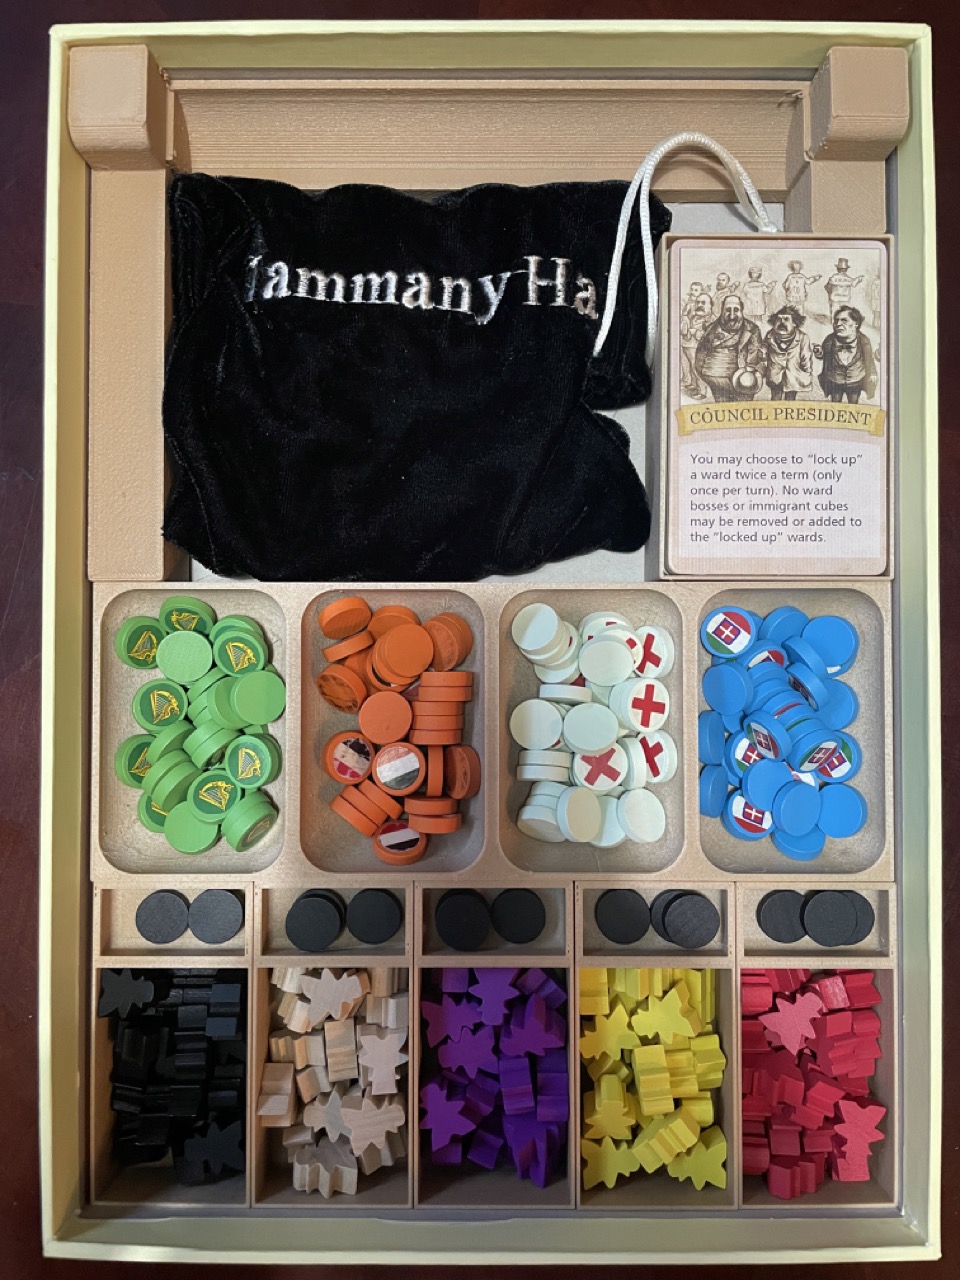 Tammany Ha
COUNCIL PRESIDENT
You may choose to “lock up”
a ward twice a term (only
once per turn). No ward
bosses or immigrant cubes
may be removed or added to
the “locked up” wards.